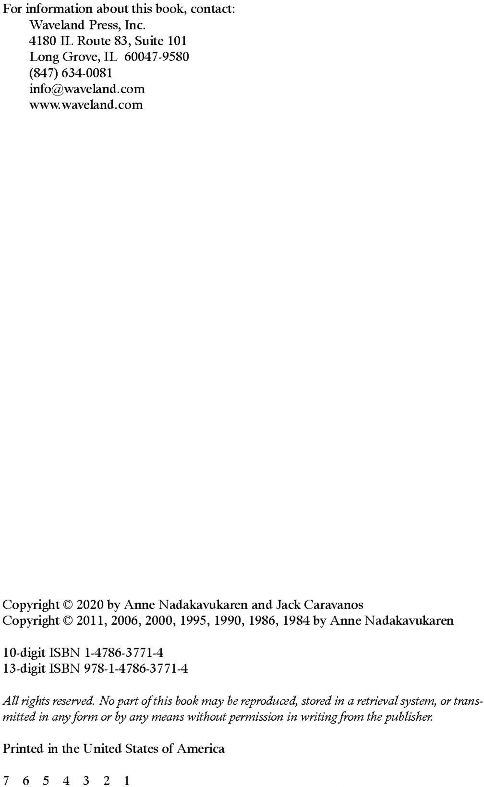 For information about this book, contact:
Waveland Press, Inc.
4180 IL Route 83, Suite 101
Long Grove, IL 60047-9580
(847) 634-0081
info@waveland.com
www.waveland.com
Copyright © 2020 by Anne Nadakavukaren and Jack Caravanos
Copyright © 2011, 2006, 2000, 1995, 1990, 1986, 1984 by Anne Nadakavukaren
10-digit ISBN 1-4786-3771-4
13-digit ISBN 978-1-4786-3771-4
All rights reserved. No part of this book may be reproduced, stored in a retrieval system, or trans-
mitted in any form or by any means without permission in writing from the publisher.
Printed in the United States of America
7 6 5 4 3 2 1